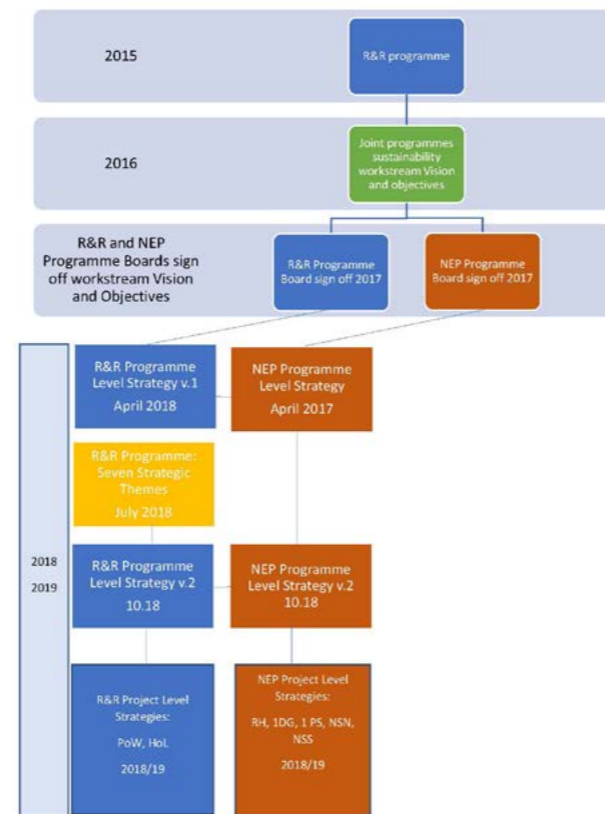 2015
R&R programme
2016
Joint programmes
sustainability
workstream Vision
and objectives
R&R and NEP
Programme Boards sign
off workstream Vision
and Objectives
R&R Programme
Board sign off 2017
NEP Programme
Board sign off 2017
2018
2019
R&R Programme
Level Strategy v.1
April 2018
NEP Programme
Level Strategy
April 2017
R&R Programme:
Seven Strategic
Themes
July 2018
R&R Programme
Level Strategy v.2
10.18
NEP Programme
Level Strategy v.2
10.18
R&R Project Level
Strategies:
PoW, HoL
2018/19
NEP Project Level
Strategies:
RH, 1DG, 1 PS, NSN,
NSS
2018/19